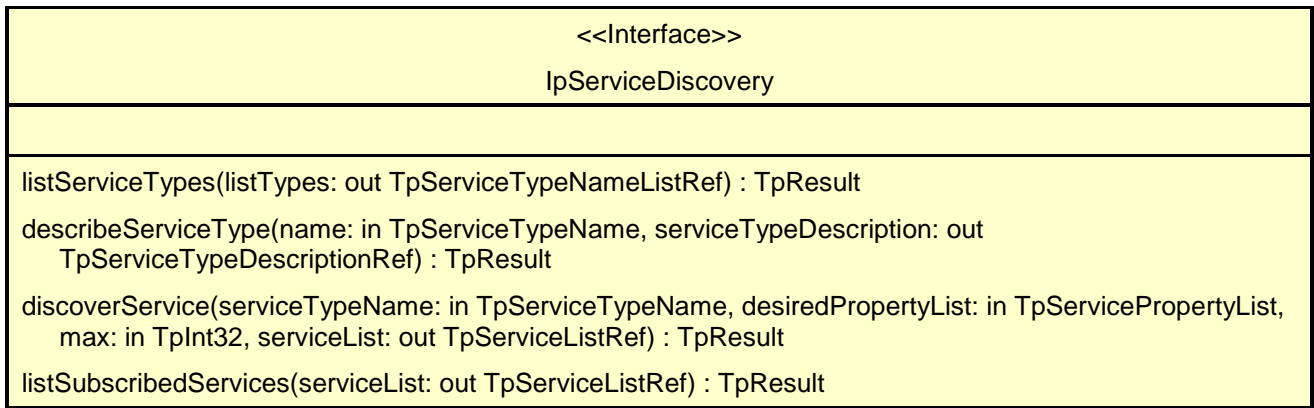 <<Interface>>
IpServiceDiscovery
listServiceTypes(listTypes: out TpServiceTypeNameListRef) : TpResult
describeServiceType(name: in TpServiceTypeName, serviceTypeDescription: out
TpServiceTypeDescriptionRef) : TpResult
discoverService(serviceTypeName: in TpServiceTypeName, desiredPropertyList: in TpServicePropertyList,
max: in TpInt32, serviceList: out TpServiceListRef) : TpResult
listSubscribedServices(serviceList: out TpServiceListRef) : TpResult